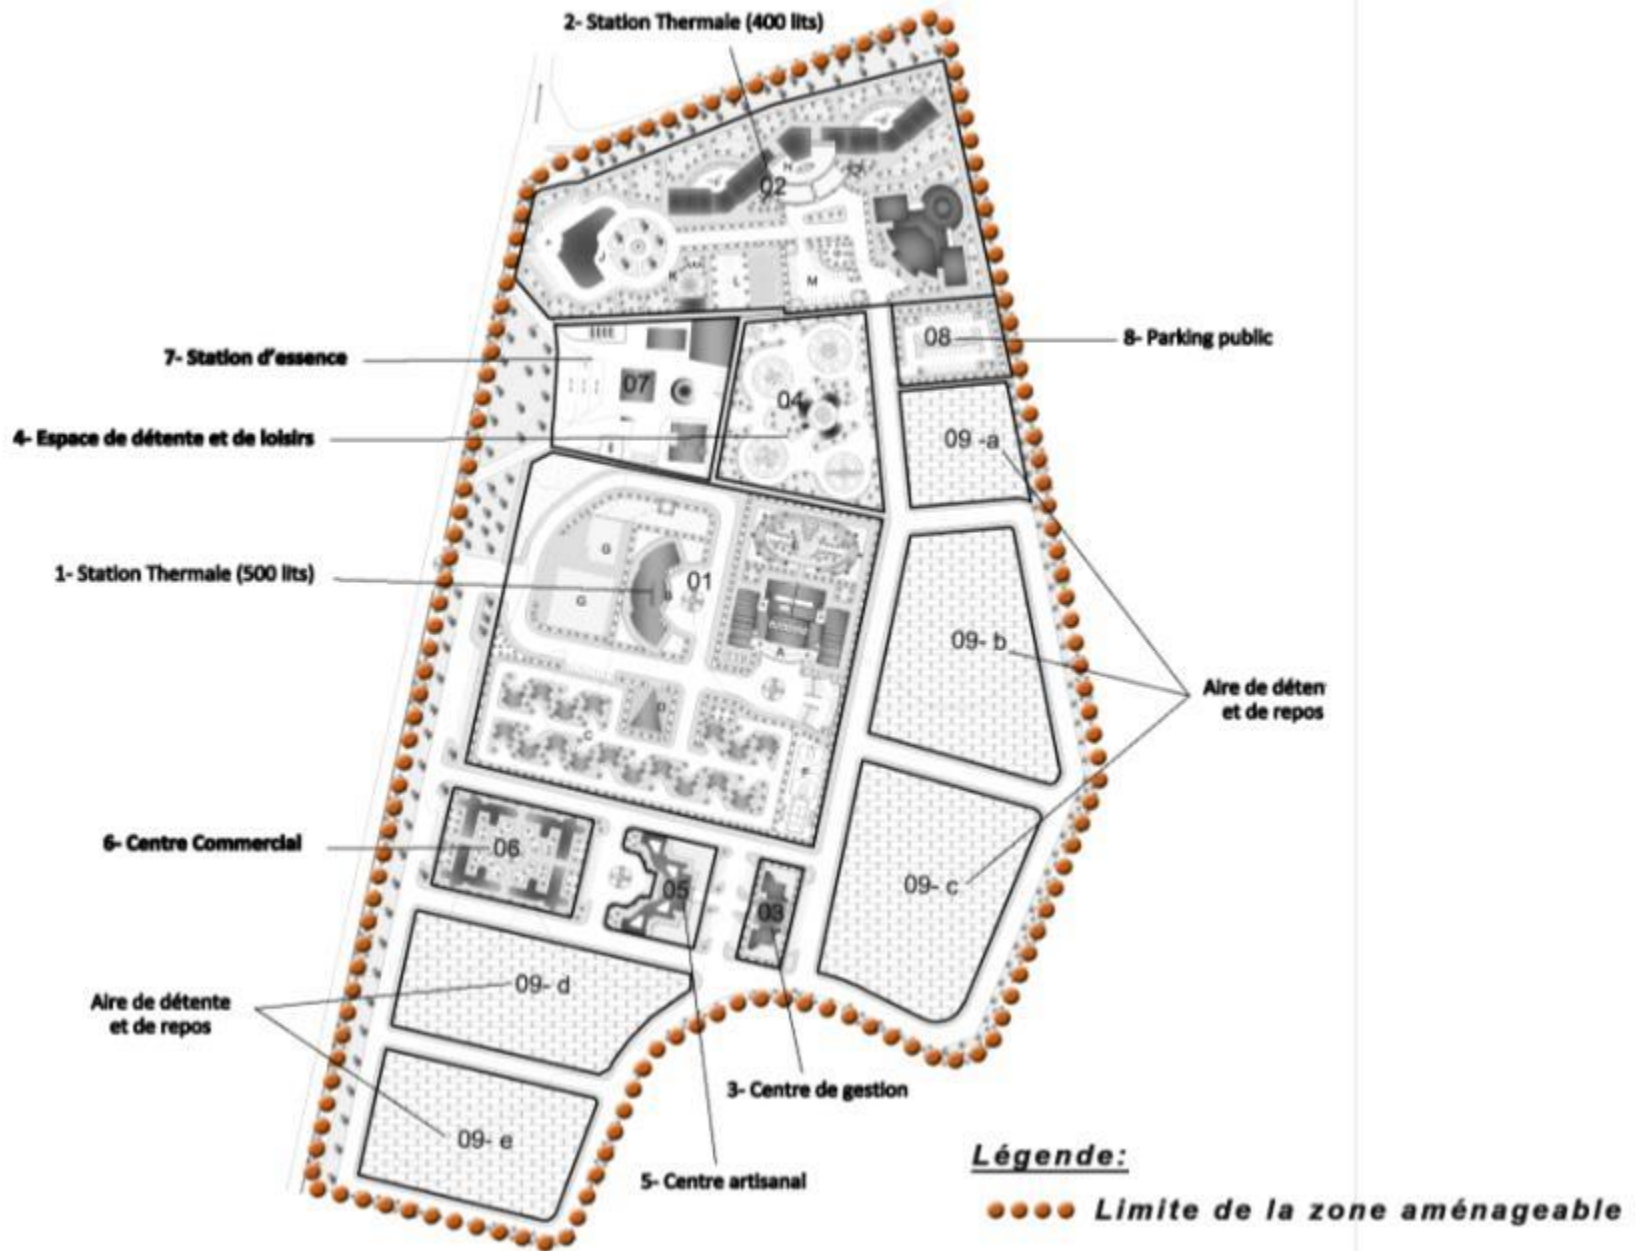 2- Station Thermale (400 lits)
H
02
J
K
L
M
08
8- Parking public
7- Station d'essence
07
04
4- Espace de détente et de loisirs
09 -a
G
1- Station Thermale (500 lits)
01
B
G
09- b
A
Aire de déten
et de repos
D
C
F
6- Centre Commercial
06
05
03
09- c
09- d
Aire de détente
et de repos
3- Centre de gestion
09- e
5- Centre artisanal
Légende:
Limite de la zone aménageable